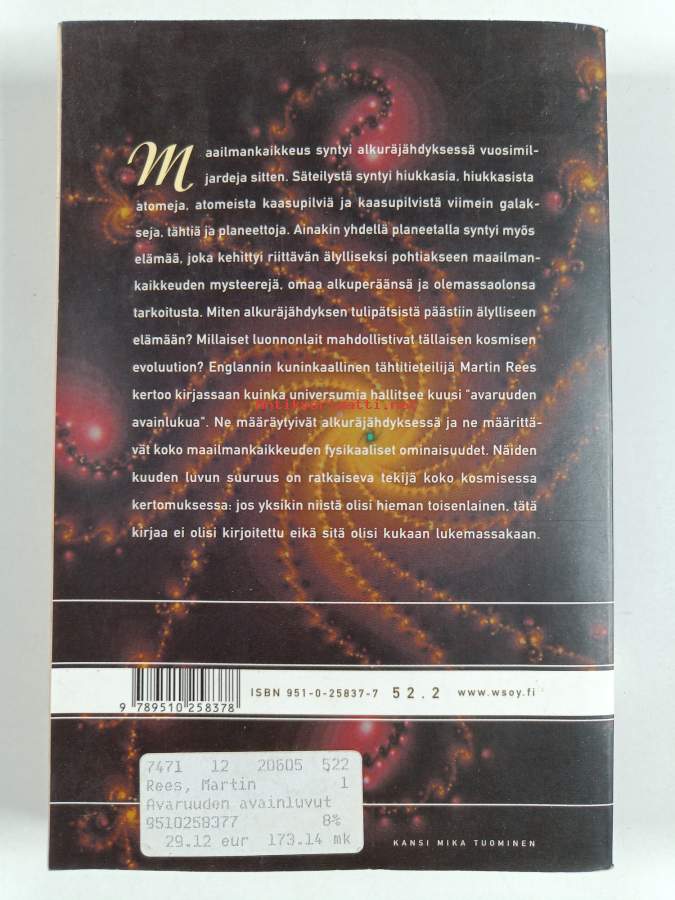 Maailmankaikkeus syntyi alkuräjähdyksessä vuosimil-
jardeja sitten. Säteilystä syntyi hiukkasia, hiukkasista
atomeja, atomeista kaasupilviä ja kaasupilvistä viimein galak-
seja, tähtiä ja planeettoja. Ainakin yhdellä planeetalla syntyi myös
elämää, joka kehittyi riittävän älylliseksi pohtiakseen maailman-
kaikkeuden mysteerejä, omaa alkuperäänsä ja olemassaolonsa
tarkoitusta. Miten alkuräjähdyksen tulipätsistä päästiin älylliseen
elämään? Millaiset luonnonlait mahdollistivat tällaisen kosmisen
evoluution? Englannin kuninkaallinen tähtitieteilijä Martin Rees
kertoo kirjassaan kuinka universumia hallitsee kuusi "avaruuden
antikvariaatti.net
avainlukua". Ne määräytyivät alkuräjähdyksessä ja ne määrittä-
vät koko maailmankaikkeuden fysikaaliset ominaisuudet. Näiden
kuuden luvun suuruus on ratkaiseva tekijä koko kosmisessa
kertomuksessa: jos yksikin niistä olisi hieman toisenlainen, tätä
kirjaa ei olisi kirjoitettu eikä sitä olisi kukaan lukemassakaan.
ISBN 951-0-25837-7 52.2 www.wsoy.fi
9 789510 258378
7471 12 20605 522
Rees, Martin 1
Avaruuden avainluvut
9510258377 8%
29.12 eur 173.14 mk
KANSI MIKA TUOMINEN